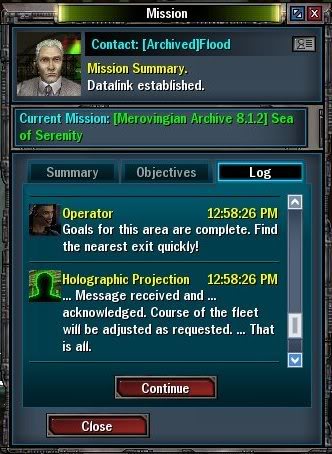 Mission
Contact: [Archived]Flood
Mission Summary.
Datalink established.
Current Mission: [Merovingian Archive 8.1.2] Sea
of Serenity
Summary
Objectives
Log
Operator 12:58:26 PM
Goals for this area are complete. Find
the nearest exit quickly!
Holographic Projection 12:58:26 PM
... Message received and ...
acknowledged. Course of the fleet
will be adjusted as requested. ... That
is all.
Continue
Close